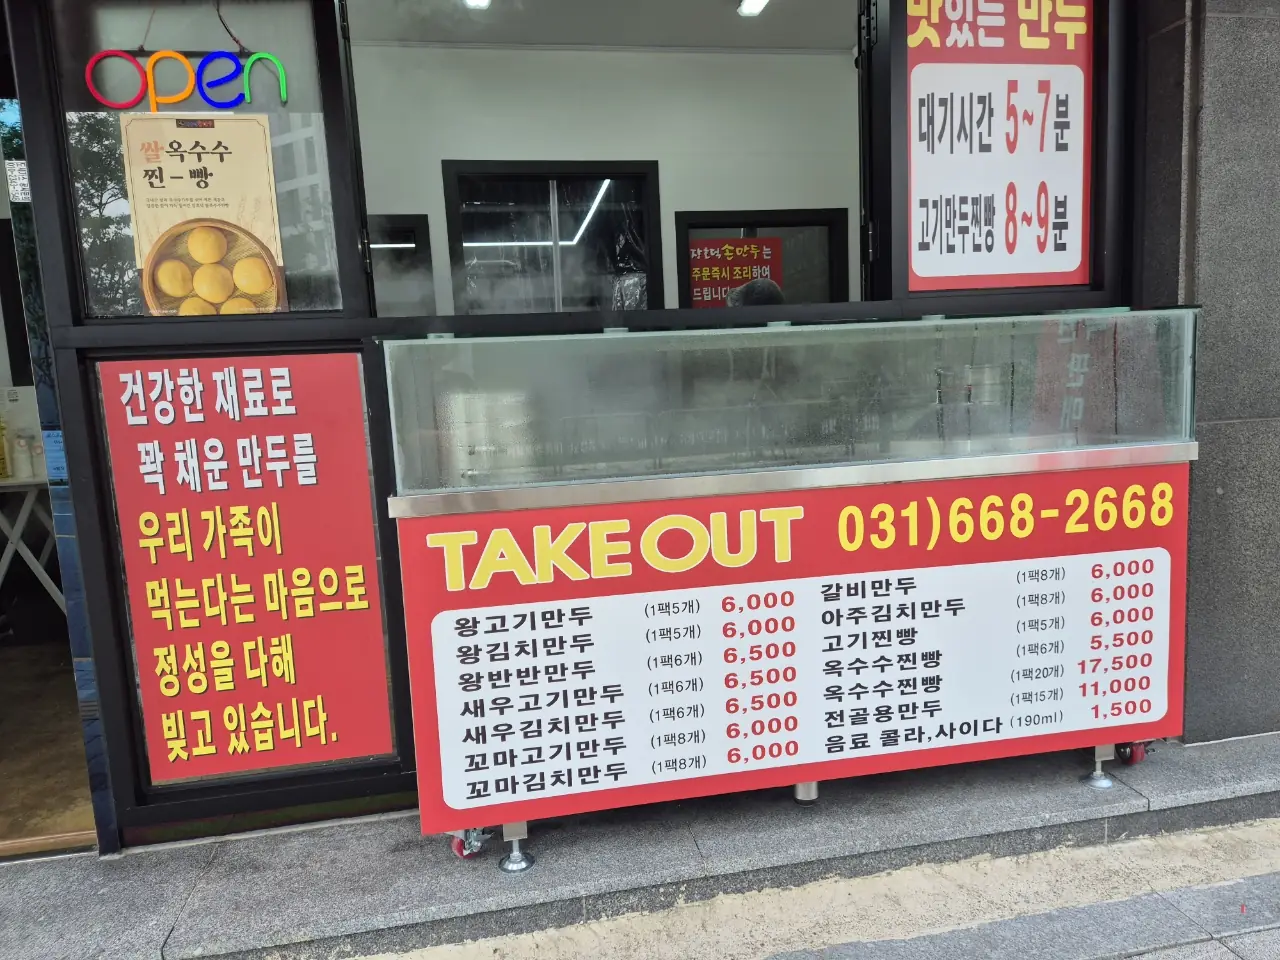 open
쌀옥수수
찐-빵
맛있는 만두
대기시간 5~7분
고기만두찐빵 8~9분
손만두는
주문즉시 조리하여
드립니다
건강한 재료로
꽉 채운 만두를
우리 가족이
먹는다는 마음으로
정성을 다해
빚고 있습니다.
TAKE OUT 031)668-2668
왕고기만두 (1팩5개) 6,000
왕김치만두 (1팩5개) 6,000
왕반반만두 (1팩6개) 6,500
새우고기만두 (1팩6개) 6,500
새우김치만두 (1팩6개) 6,500
꼬마고기만두 (1팩8개) 6,000
꼬마김치만두 (1팩8개) 6,000
갈비만두 (1팩8개) 6,000
아주김치만두 (1팩8개) 6,000
고기찐빵 (1팩5개) 6,000
옥수수찐빵 (1팩6개) 5,500
옥수수찐빵 (1팩20개) 17,500
전골용만두 (1팩15개) 11,000
음료 콜라,사이다 (190ml) 1,500